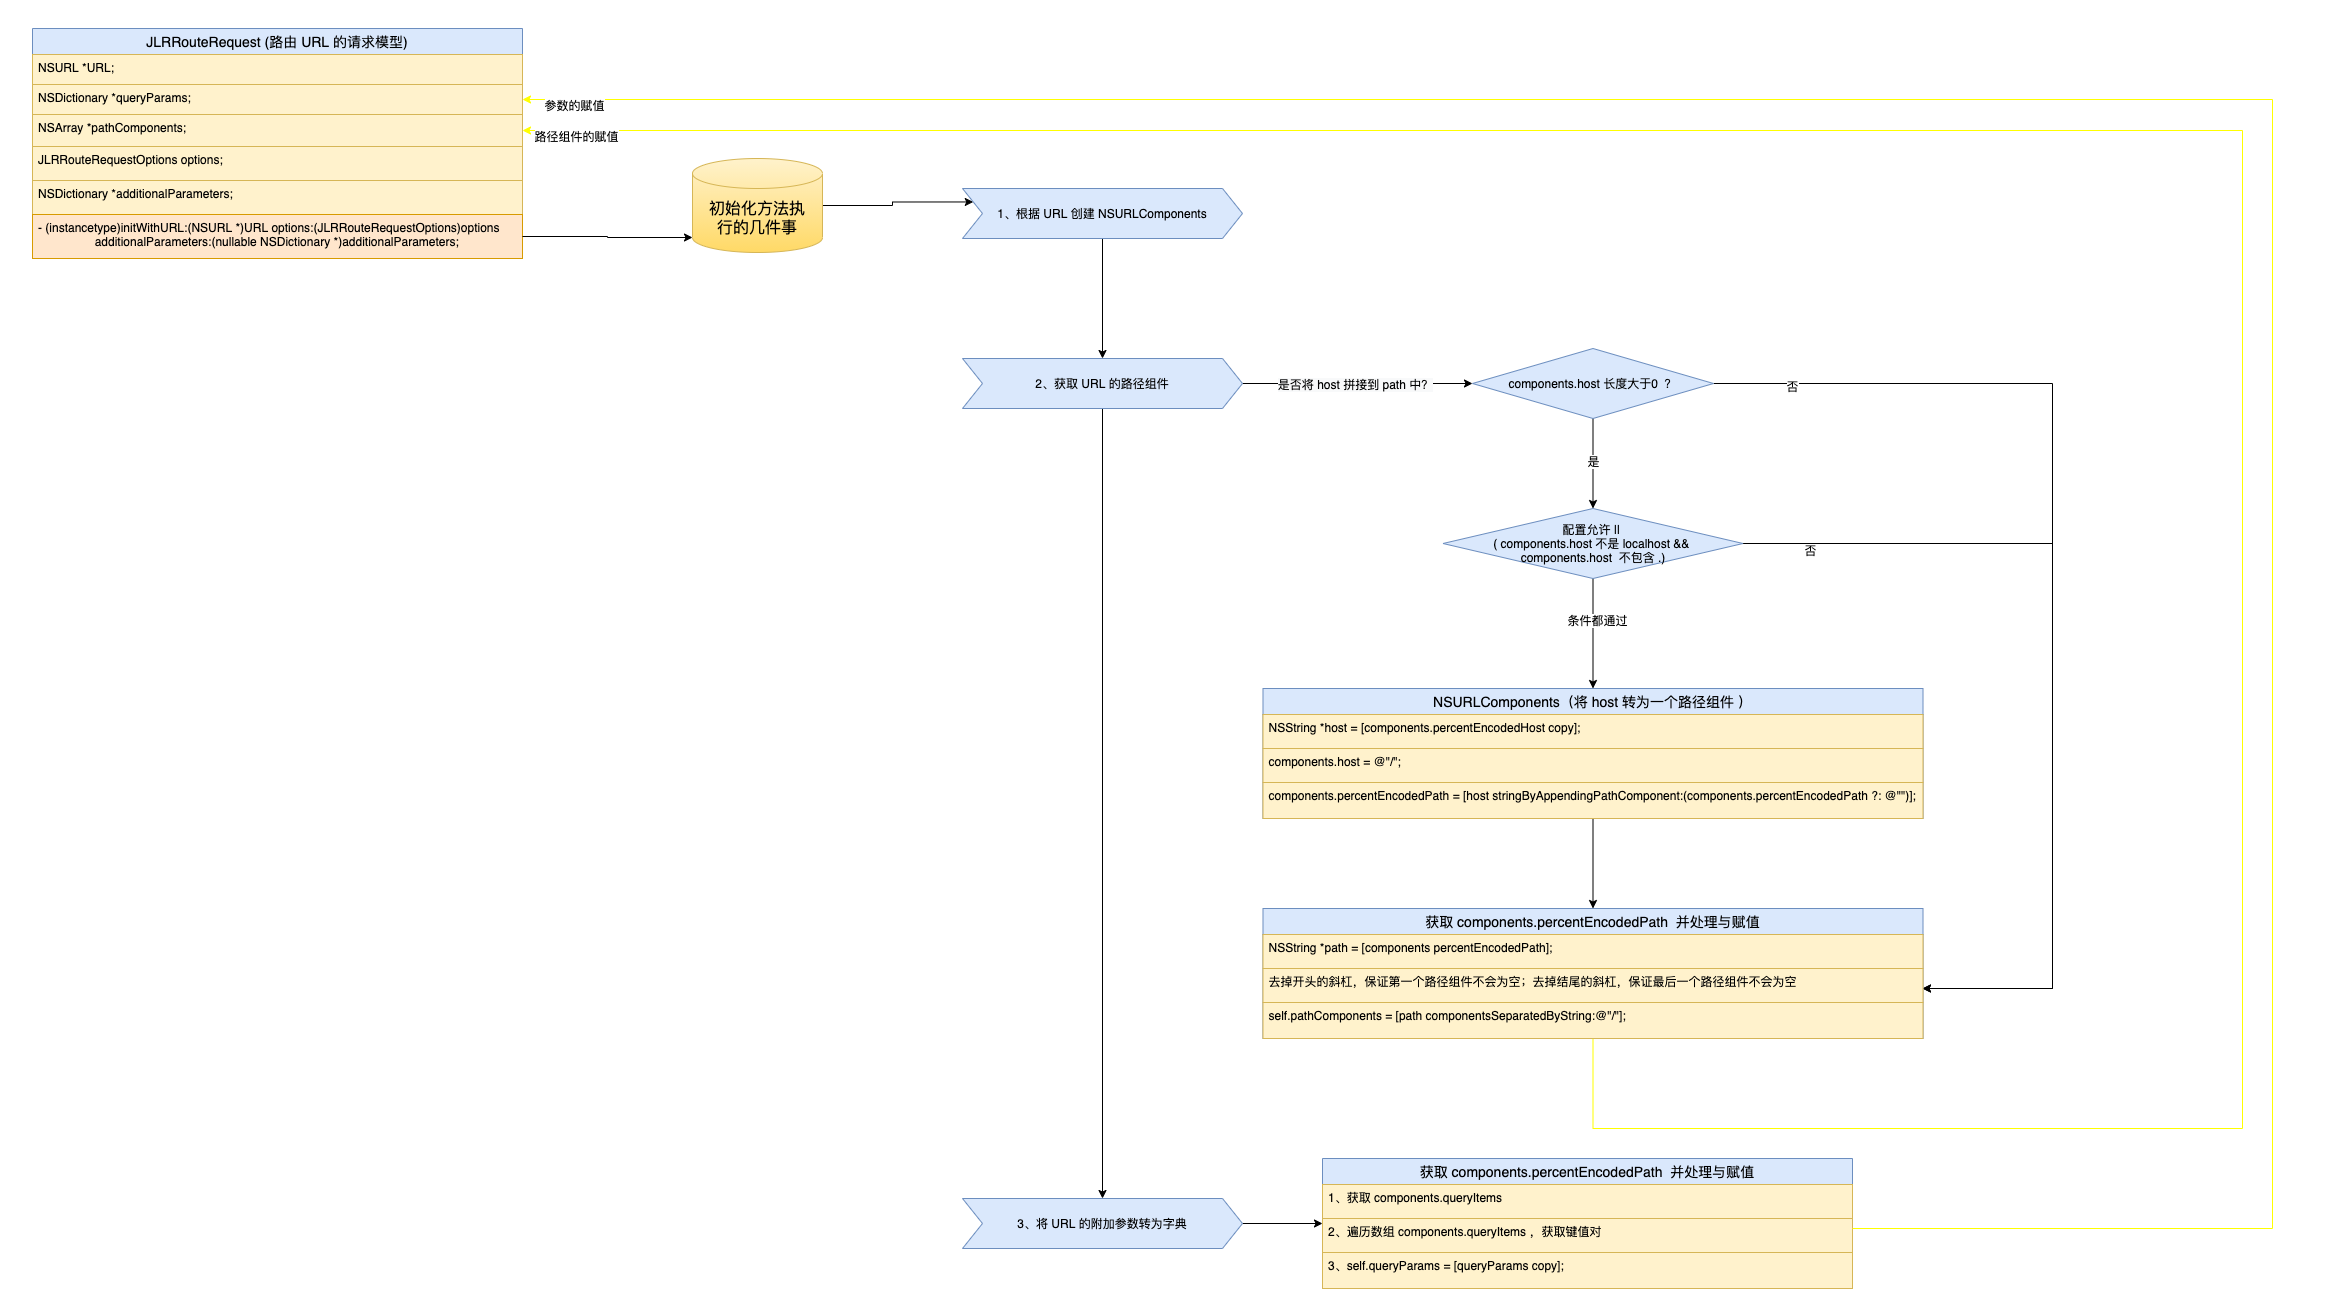 JLRRouteRequest (路由 URL 的请求模型)
NSURL *URL;
NSDictionary *queryParams;
NSArray *pathComponents;
JLRRouteRequestOptions options;
NSDictionary *additionalParameters;
- (instancetype)initWithURL:(NSURL *)URL options:(JLRRouteRequestOptions)options
additionalParameters:(nullable NSDictionary *)additionalParameters;
参数的赋值
路径组件的赋值
初始化方法执
行的几件事
1、根据 URL 创建 NSURLComponents
2、获取 URL 的路径组件
是否将 host 拼接到 path 中?
components.host 长度大于0 ？
否
是
配置允许 ||
( components.host 不是 localhost &&
components.host 不包含 .)
否
条件都通过
NSURLComponents（将 host 转为一个路径组件 ）
NSString *host = [components.percentEncodedHost copy];
components.host = @"/";
components.percentEncodedPath = [host stringByAppendingPathComponent:(components.percentEncodedPath ?: @"")];
获取 components.percentEncodedPath 并处理与赋值
NSString *path = [components percentEncodedPath];
去掉开头的斜杠，保证第一个路径组件不会为空；去掉结尾的斜杠，保证最后一个路径组件不会为空
self.pathComponents = [path componentsSeparatedByString:@"/"];
3、将 URL 的附加参数转为字典
获取 components.percentEncodedPath 并处理与赋值
1、获取 components.queryItems
2、遍历数组 components.queryItems ，获取键值对
3、self.queryParams = [queryParams copy];